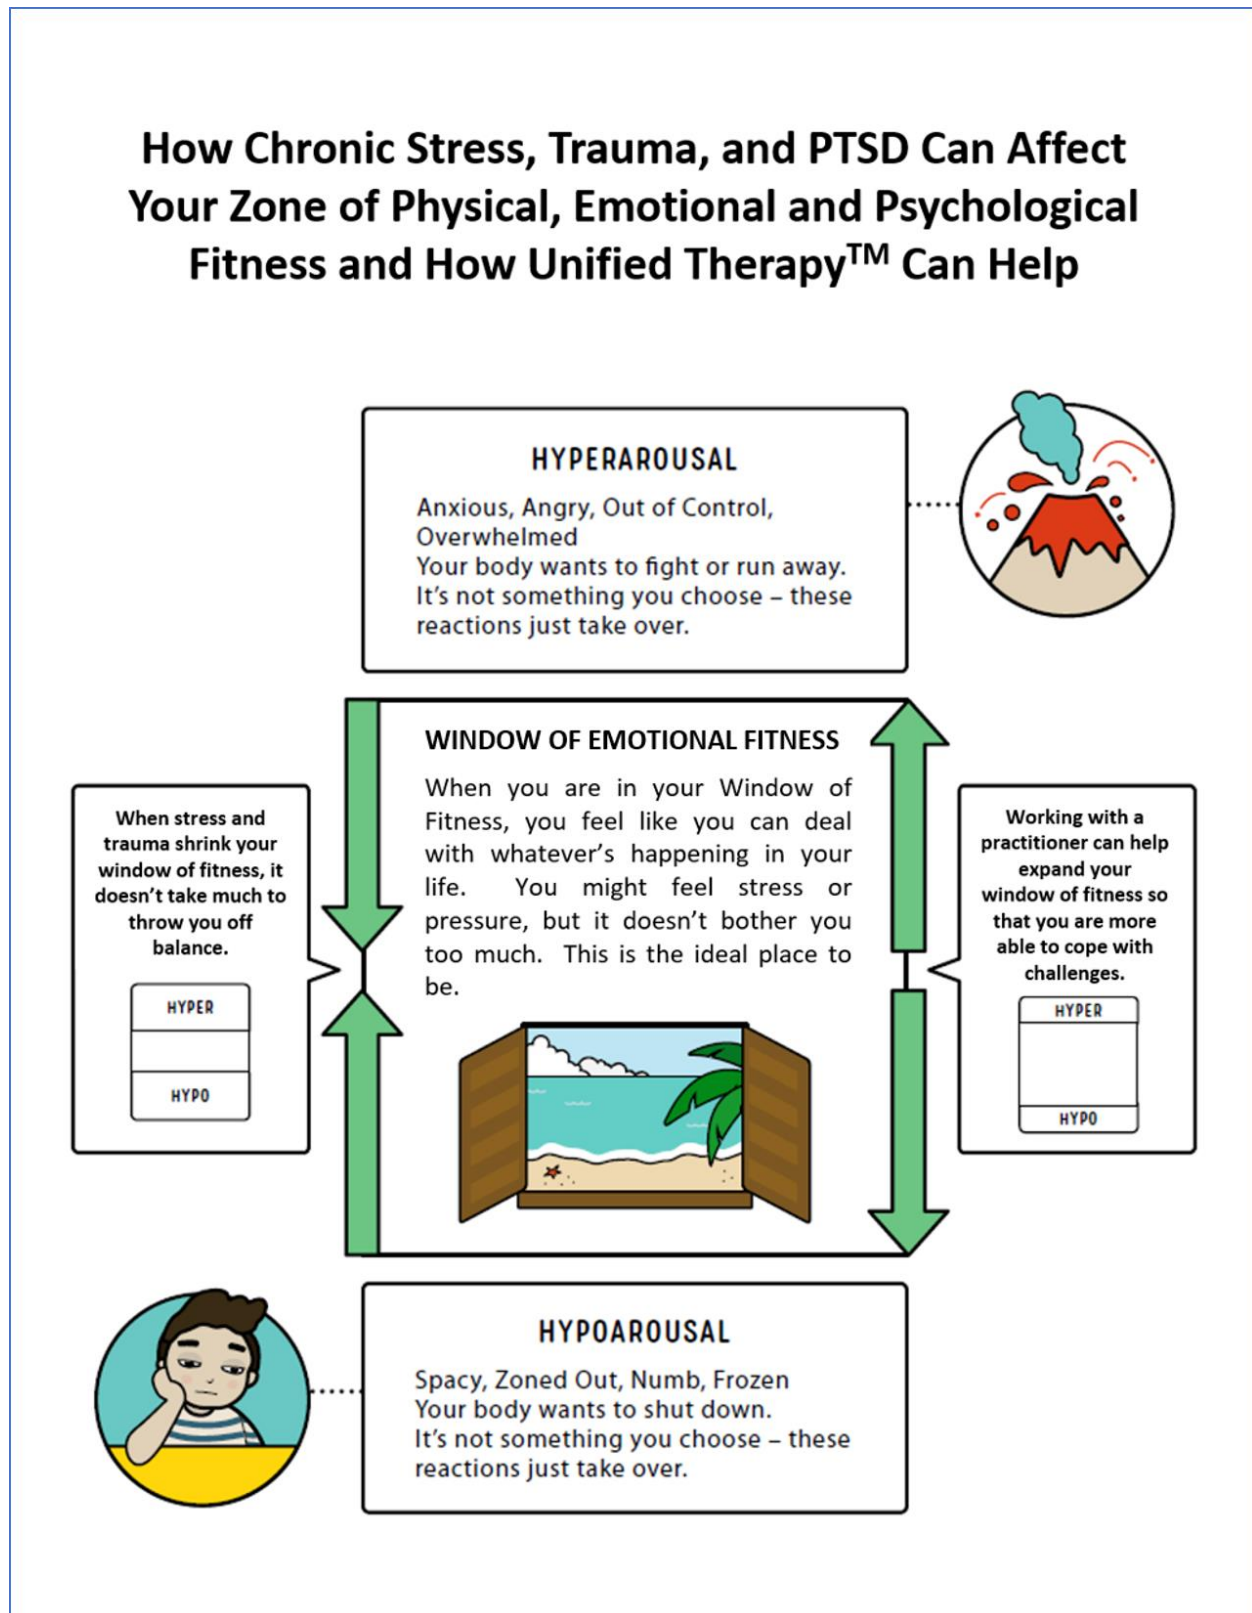 How Chronic Stress, Trauma, and PTSD Can Affect
Your Zone of Physical, Emotional and Psychological
Fitness and How Unified Therapy™ Can Help
HYPERAROUSAL
Anxious, Angry, Out of Control,
Overwhelmed
Your body wants to fight or run away.
It’s not something you choose – these
reactions just take over.
When stress and
trauma shrink your
window of fitness, it
doesn’t take much to
throw you off
balance.
HYPER
HYPO
WINDOW OF EMOTIONAL FITNESS
When you are in your Window of
Fitness, you feel like you can deal
with whatever’s happening in your
life. You might feel stress or
pressure, but it doesn’t bother you
too much. This is the ideal place to
be.
Working with a
practitioner can help
expand your
window of fitness so
that you are more
able to cope with
challenges.
HYPER
HYPO
HYPOAROUSAL
Spacy, Zoned Out, Numb, Frozen
Your body wants to shut down.
It’s not something you choose – these
reactions just take over.